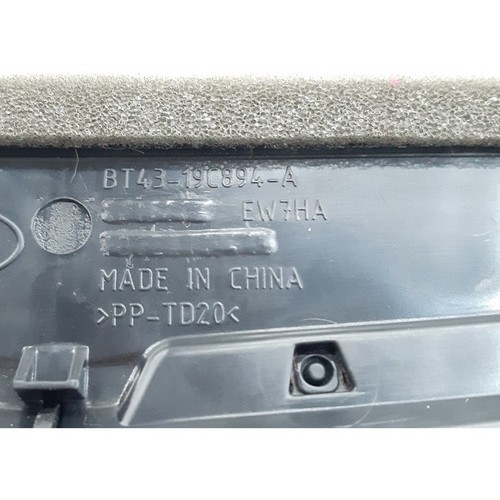 BT43-19C894-A
EW7HA
MADE IN CHINA
>PP-TD20<